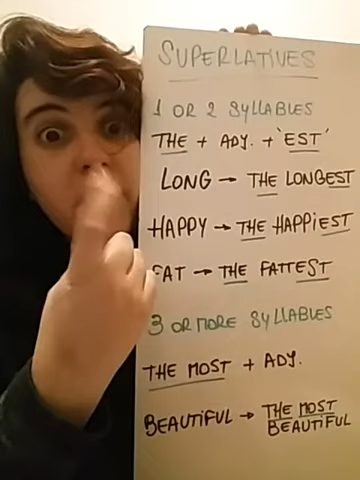 SUPERLATIVES
1 OR 2 SYLLABLES
THE + ADJ. + 'EST'
LONG → THE LONGEST
HAPPY → THE HAPPIEST
FAT → THE FATTEST
3 OR MORE SYLLABLES
THE MOST + ADJ.
BEAUTIFUL → THE MOST
BEAUTIFUL